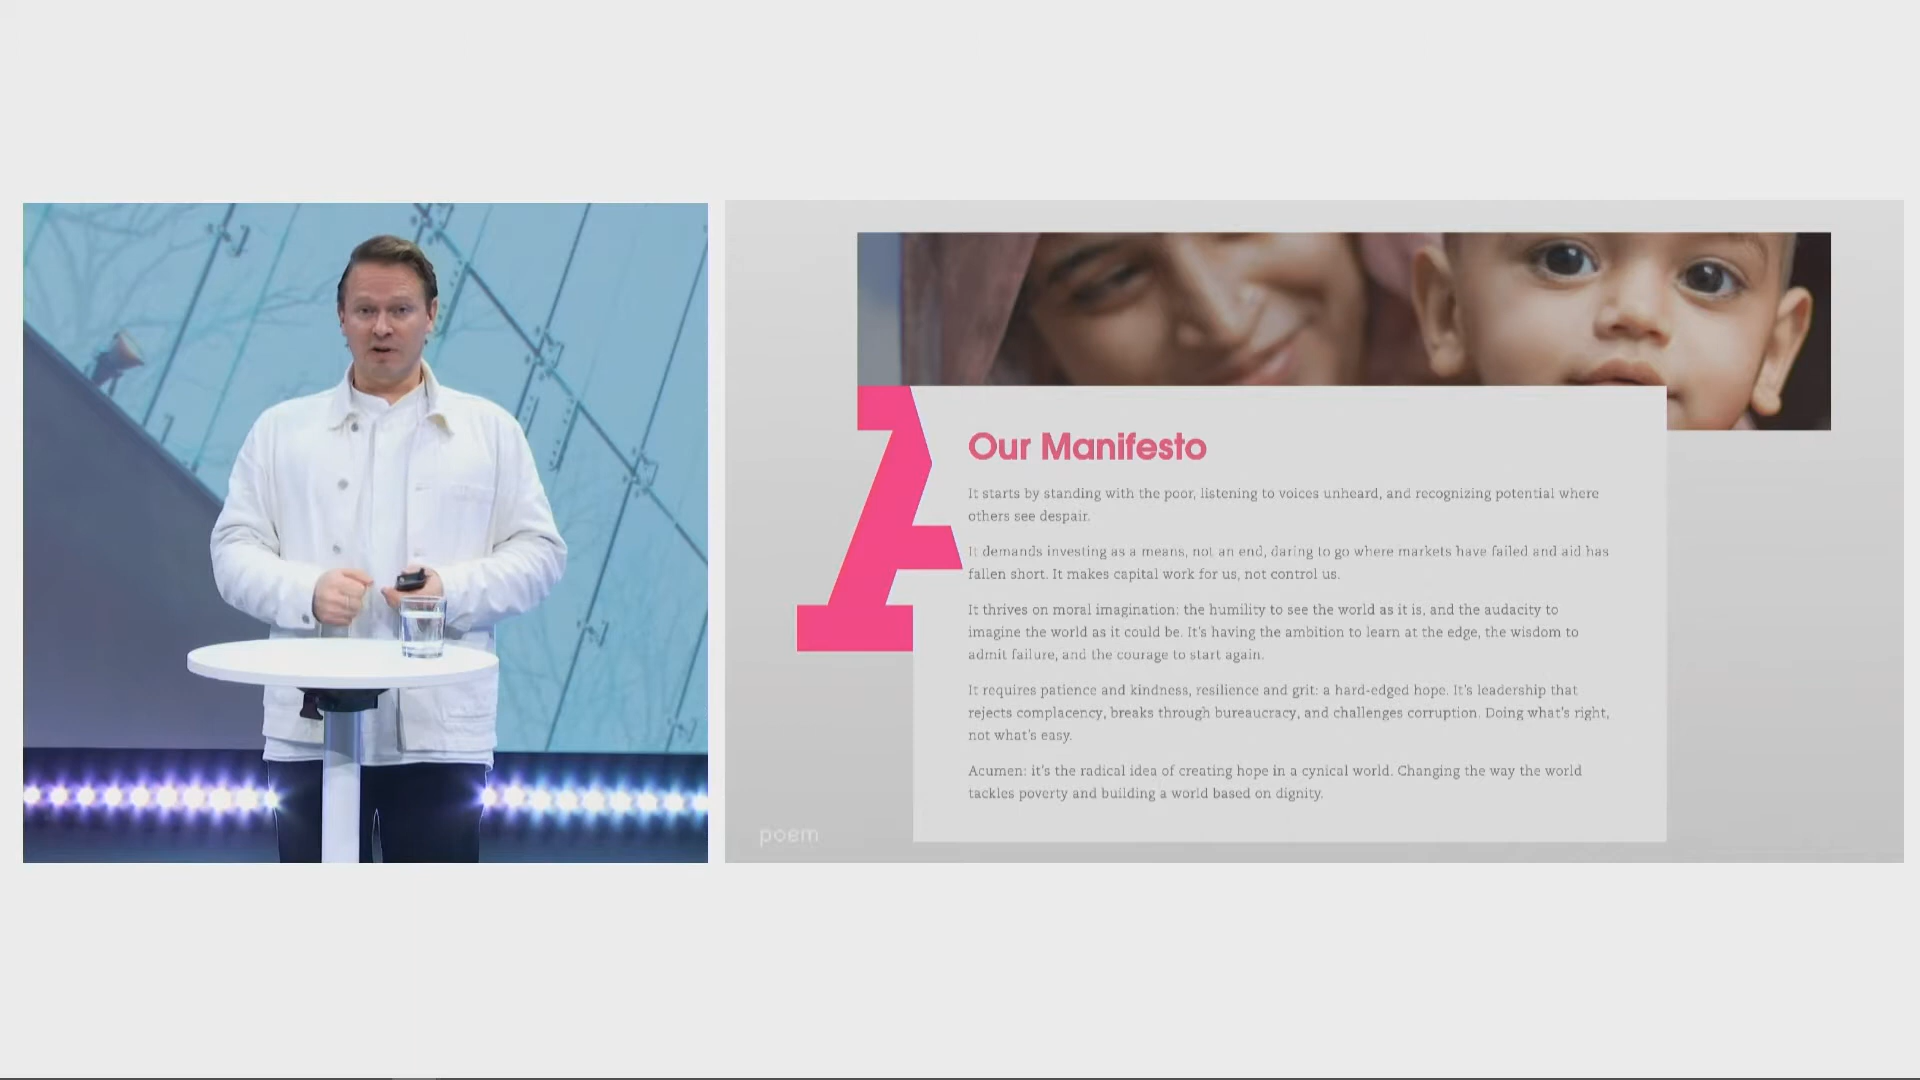 A
Our Manifesto
It starts by standing with the poor, listening to voices unheard, and recognizing potential where
others see despair.
It demands investing as a means, not an end, daring to go where markets have failed and aid has
fallen short. It makes capital work for us, not control us.
It thrives on moral imagination: the humility to see the world as it is, and the audacity to
imagine the world as it could be. It's having the ambition to learn at the edge, the wisdom to
admit failure, and the courage to start again.
It requires patience and kindness, resilience and grit: a hard-edged hope. It's leadership that
rejects complacency, breaks through bureaucracy, and challenges corruption. Doing what's right,
not what's easy.
Acumen: it's the radical idea of creating hope in a cynical world. Changing the way the world
tackles poverty and building a world based on dignity.
poem